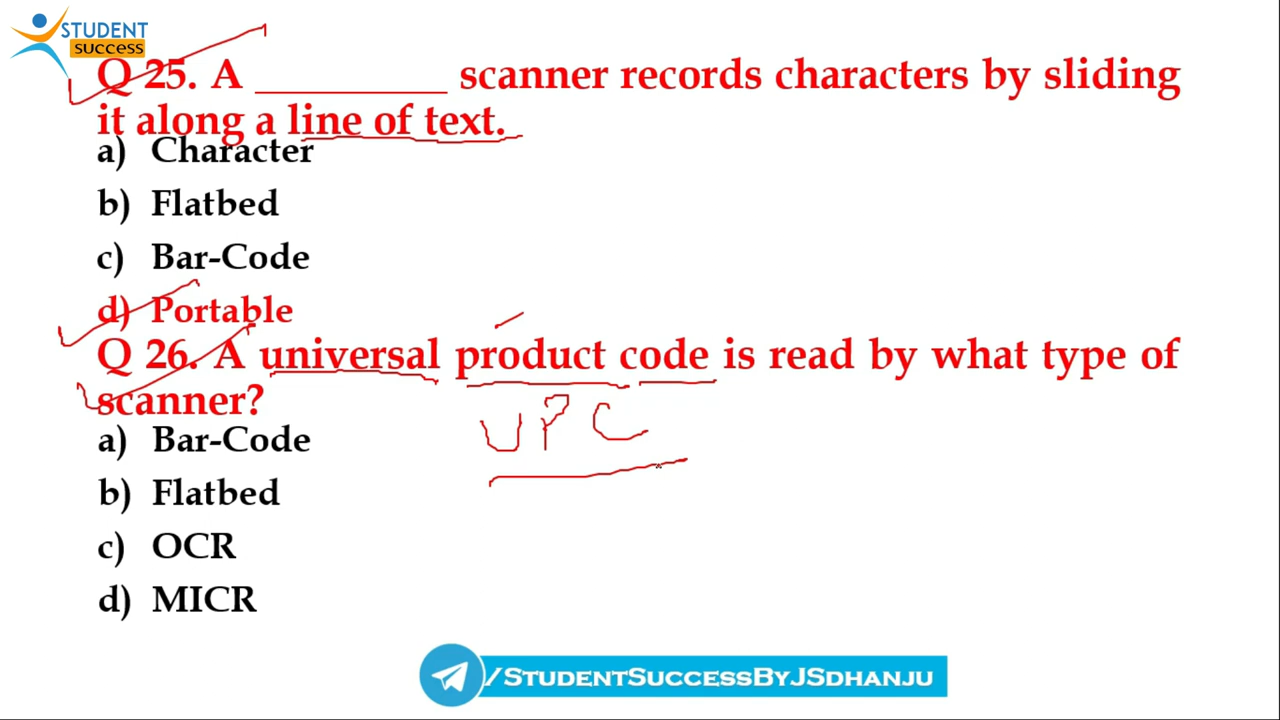 STUDENT
SUCCESS
Q 25. A __________ scanner records characters by sliding
it along a line of text.
a) Character
b) Flatbed
c) Bar-Code
d) Portable
Q 26. A universal product code is read by what type of
scanner?
UPC
a) Bar-Code
b) Flatbed
c) OCR
d) MICR
/STUDENTSUCCESSBYJSDHANJU